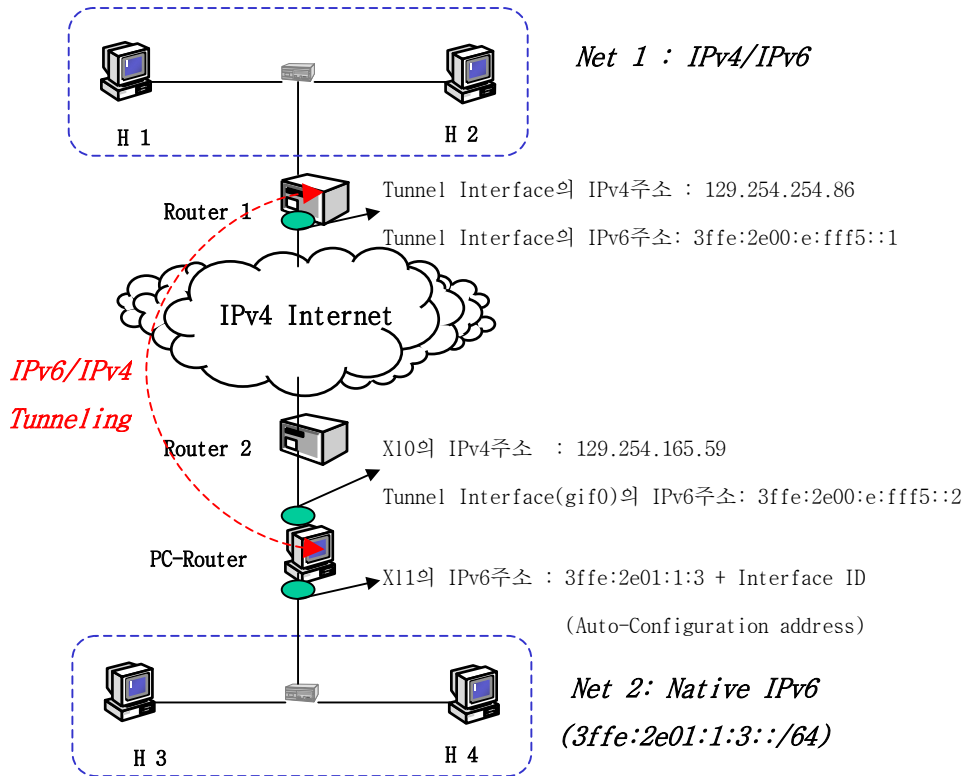 Net 1 : IPv4/IPv6
H 1
H 2
Router 1
Tunnel Interface의 IPv4주소 : 129.254.254.86
Tunnel Interface의 IPv6주소: 3ffe:2e00:e:fff5::1
IPv4 Internet
IPv6/IPv4
Tunneling
Router 2
Xl0의 IPv4주소 : 129.254.165.59
Tunnel Interface(gif0)의 IPv6주소: 3ffe:2e00:e:fff5::2
PC-Router
Xl1의 IPv6주소 : 3ffe:2e01:1:3 + Interface ID
(Auto-Configuration address)
Net 2: Native IPv6
(3ffe:2e01:1:3::/64)
H 3
H 4